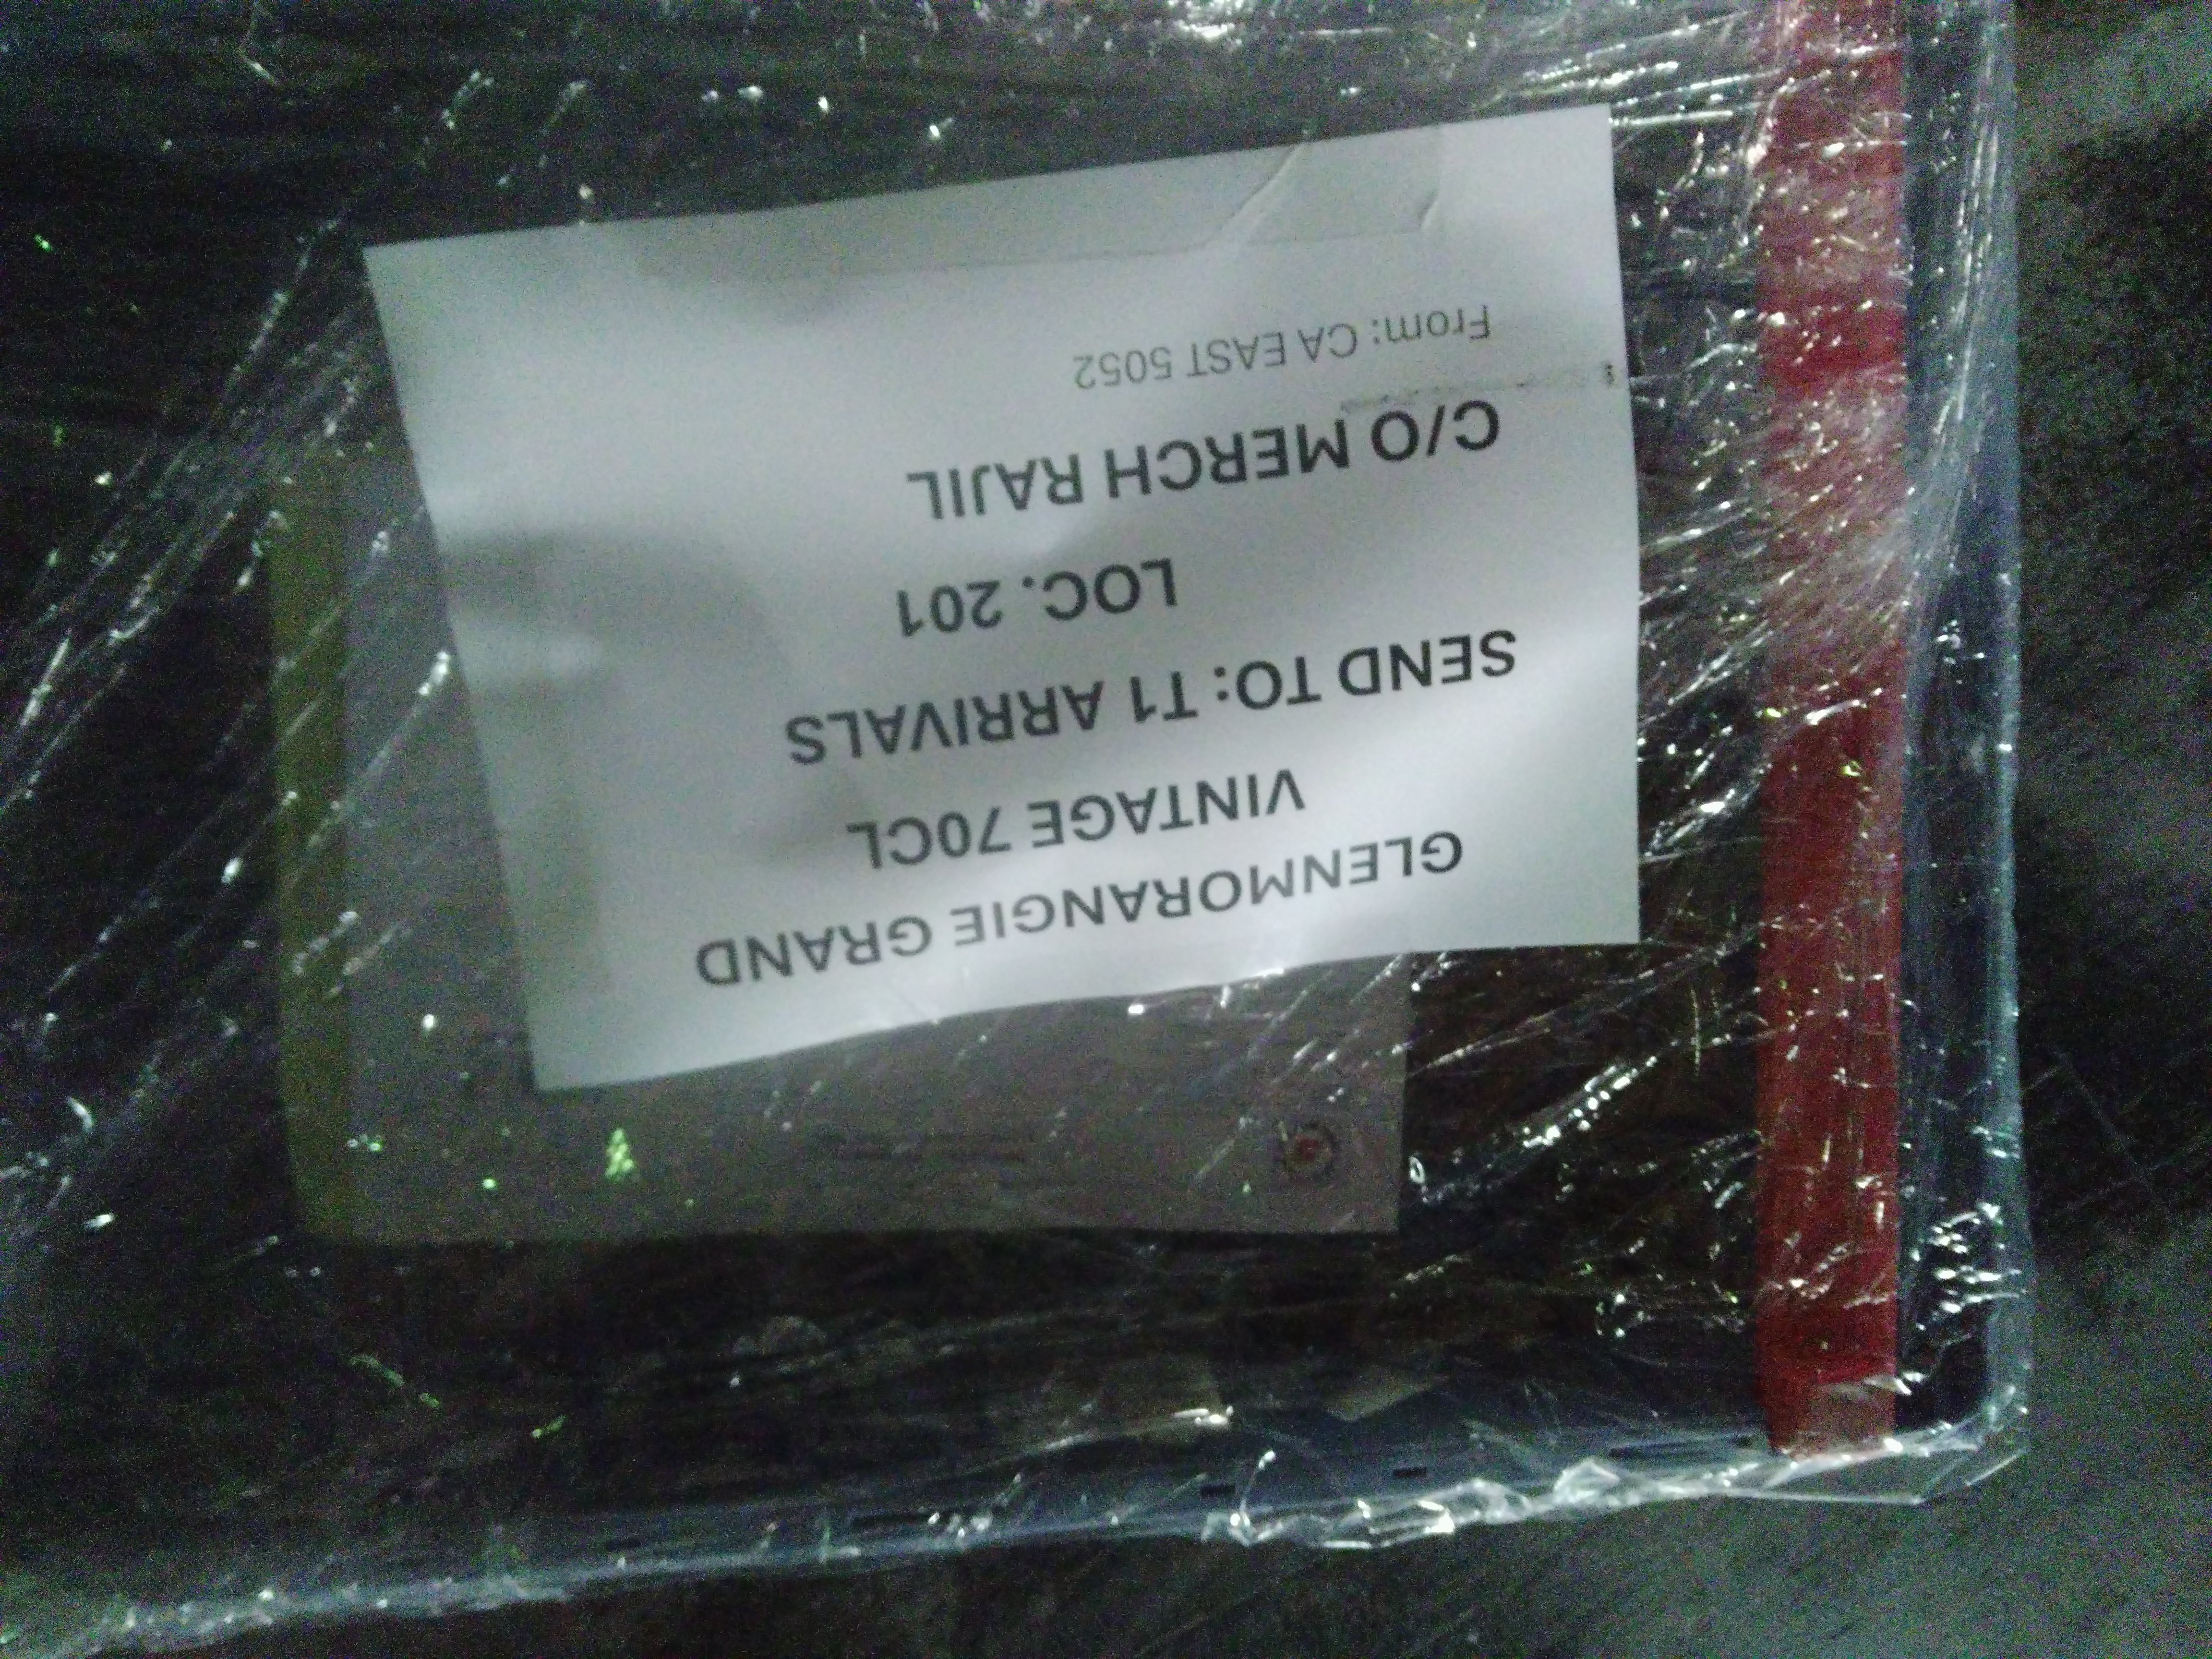 GLENMORANGIE GRAND
VINTAGE 70CL
SEND TO: T1 ARRIVALS
LOC. 201
C/O MERCH RAJIL
From: CA EAST 5052